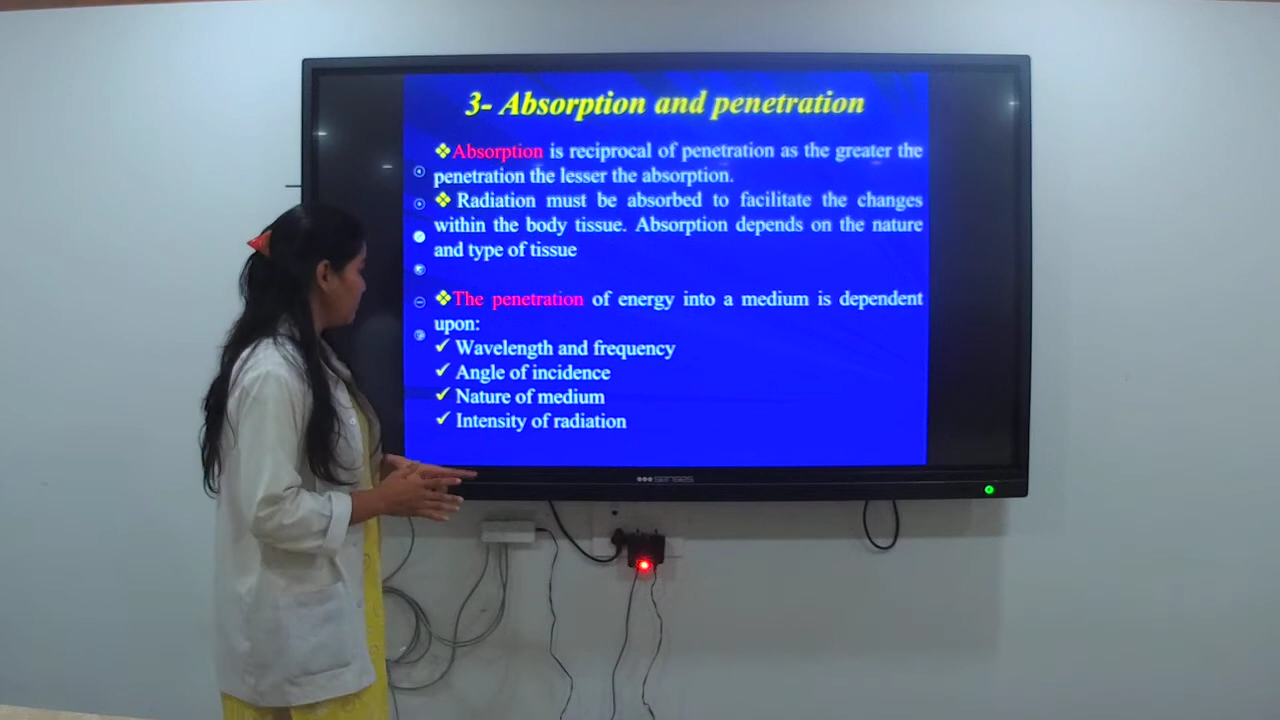 3- Absorption and penetration
❖Absorption is reciprocal of penetration as the greater the
penetration the lesser the absorption.
❖ Radiation must be absorbed to facilitate the changes
within the body tissue. Absorption depends on the nature
and type of tissue
❖The penetration of energy into a medium is dependent
upon:
✓ Wavelength and frequency
✓ Angle of incidence
✓ Nature of medium
✓ Intensity of radiation